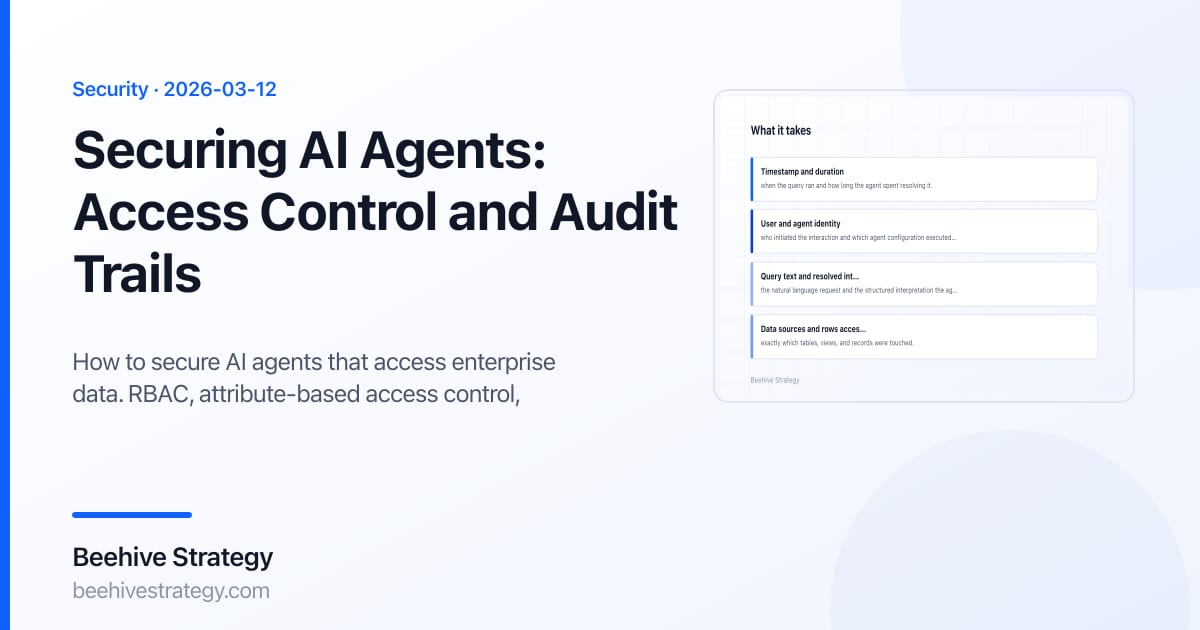 Security · 2026-03-12
Securing AI Agents:
Access Control and Audit
Trails
How to secure AI agents that access enterprise
data. RBAC, attribute-based access control,
Beehive Strategy
beehivestrategy.com
What it takes
Timestamp and duration
when the query ran and how long the agent spent resolving it.
User and agent identity
who initiated the interaction and which agent configuration executed...
Query text and resolved int...
the natural language request and the structured interpretation the ag...
Data sources and rows acces...
exactly which tables, views, and records were touched.
Beehive Strategy